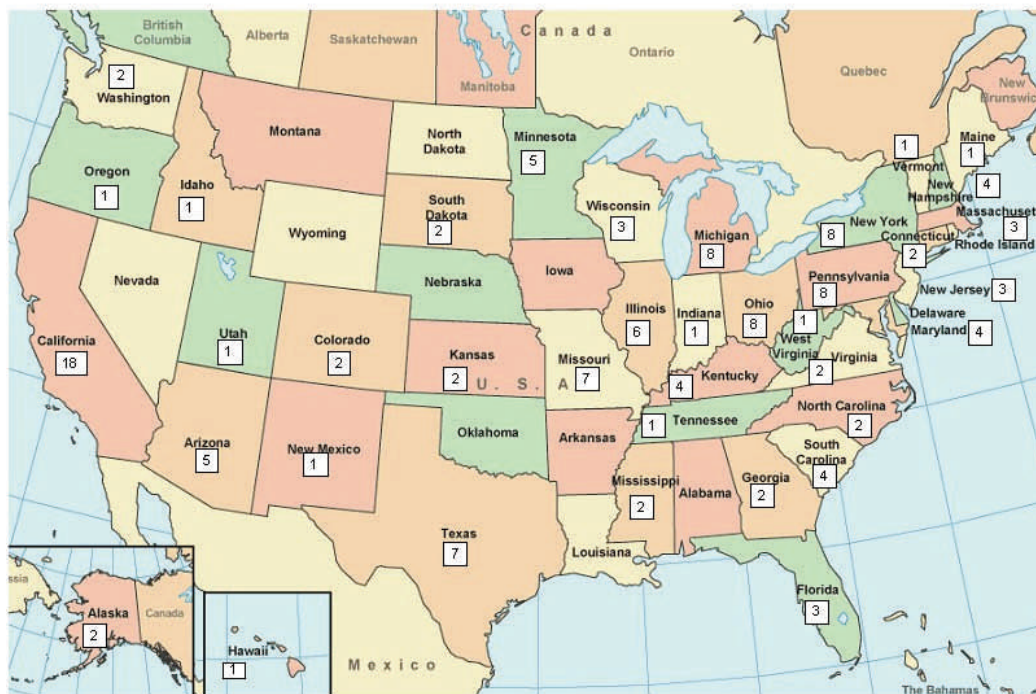 British
Columbia
Alberta
Saskatchewan
Manitoba
Canada
Ontario
Quebec
New
Brunswic
2
Washington
Montana
North
Dakota
Minnesota
5
1
Vermont
Maine
1
Oregon
1
Idaho
1
South
Dakota
2
Wisconsin
3
Michigan
8
New York
8
New
Hampshire
4
Massachuset
3
Rhode Island
Connecticut
2
Wyoming
Nevada
Nebraska
Iowa
Pennsylvania
8
New Jersey
3
Delaware
Maryland
4
California
18
Utah
1
Colorado
2
Kansas
2
Missouri
7
Illinois
6
Indiana
1
Ohio
8
1
West
Virginia
Virginia
2
U. S. A
4
Kentucky
1
Tennessee
North Carolina
2
Arizona
5
New Mexico
1
Oklahoma
Arkansas
Mississippi
2
Alabama
Georgia
2
South
Carolina
4
Texas
7
Louisiana
Florida
3
ssia
Alaska
2
Canada
Hawaii
1
Mexico
The Bahamas